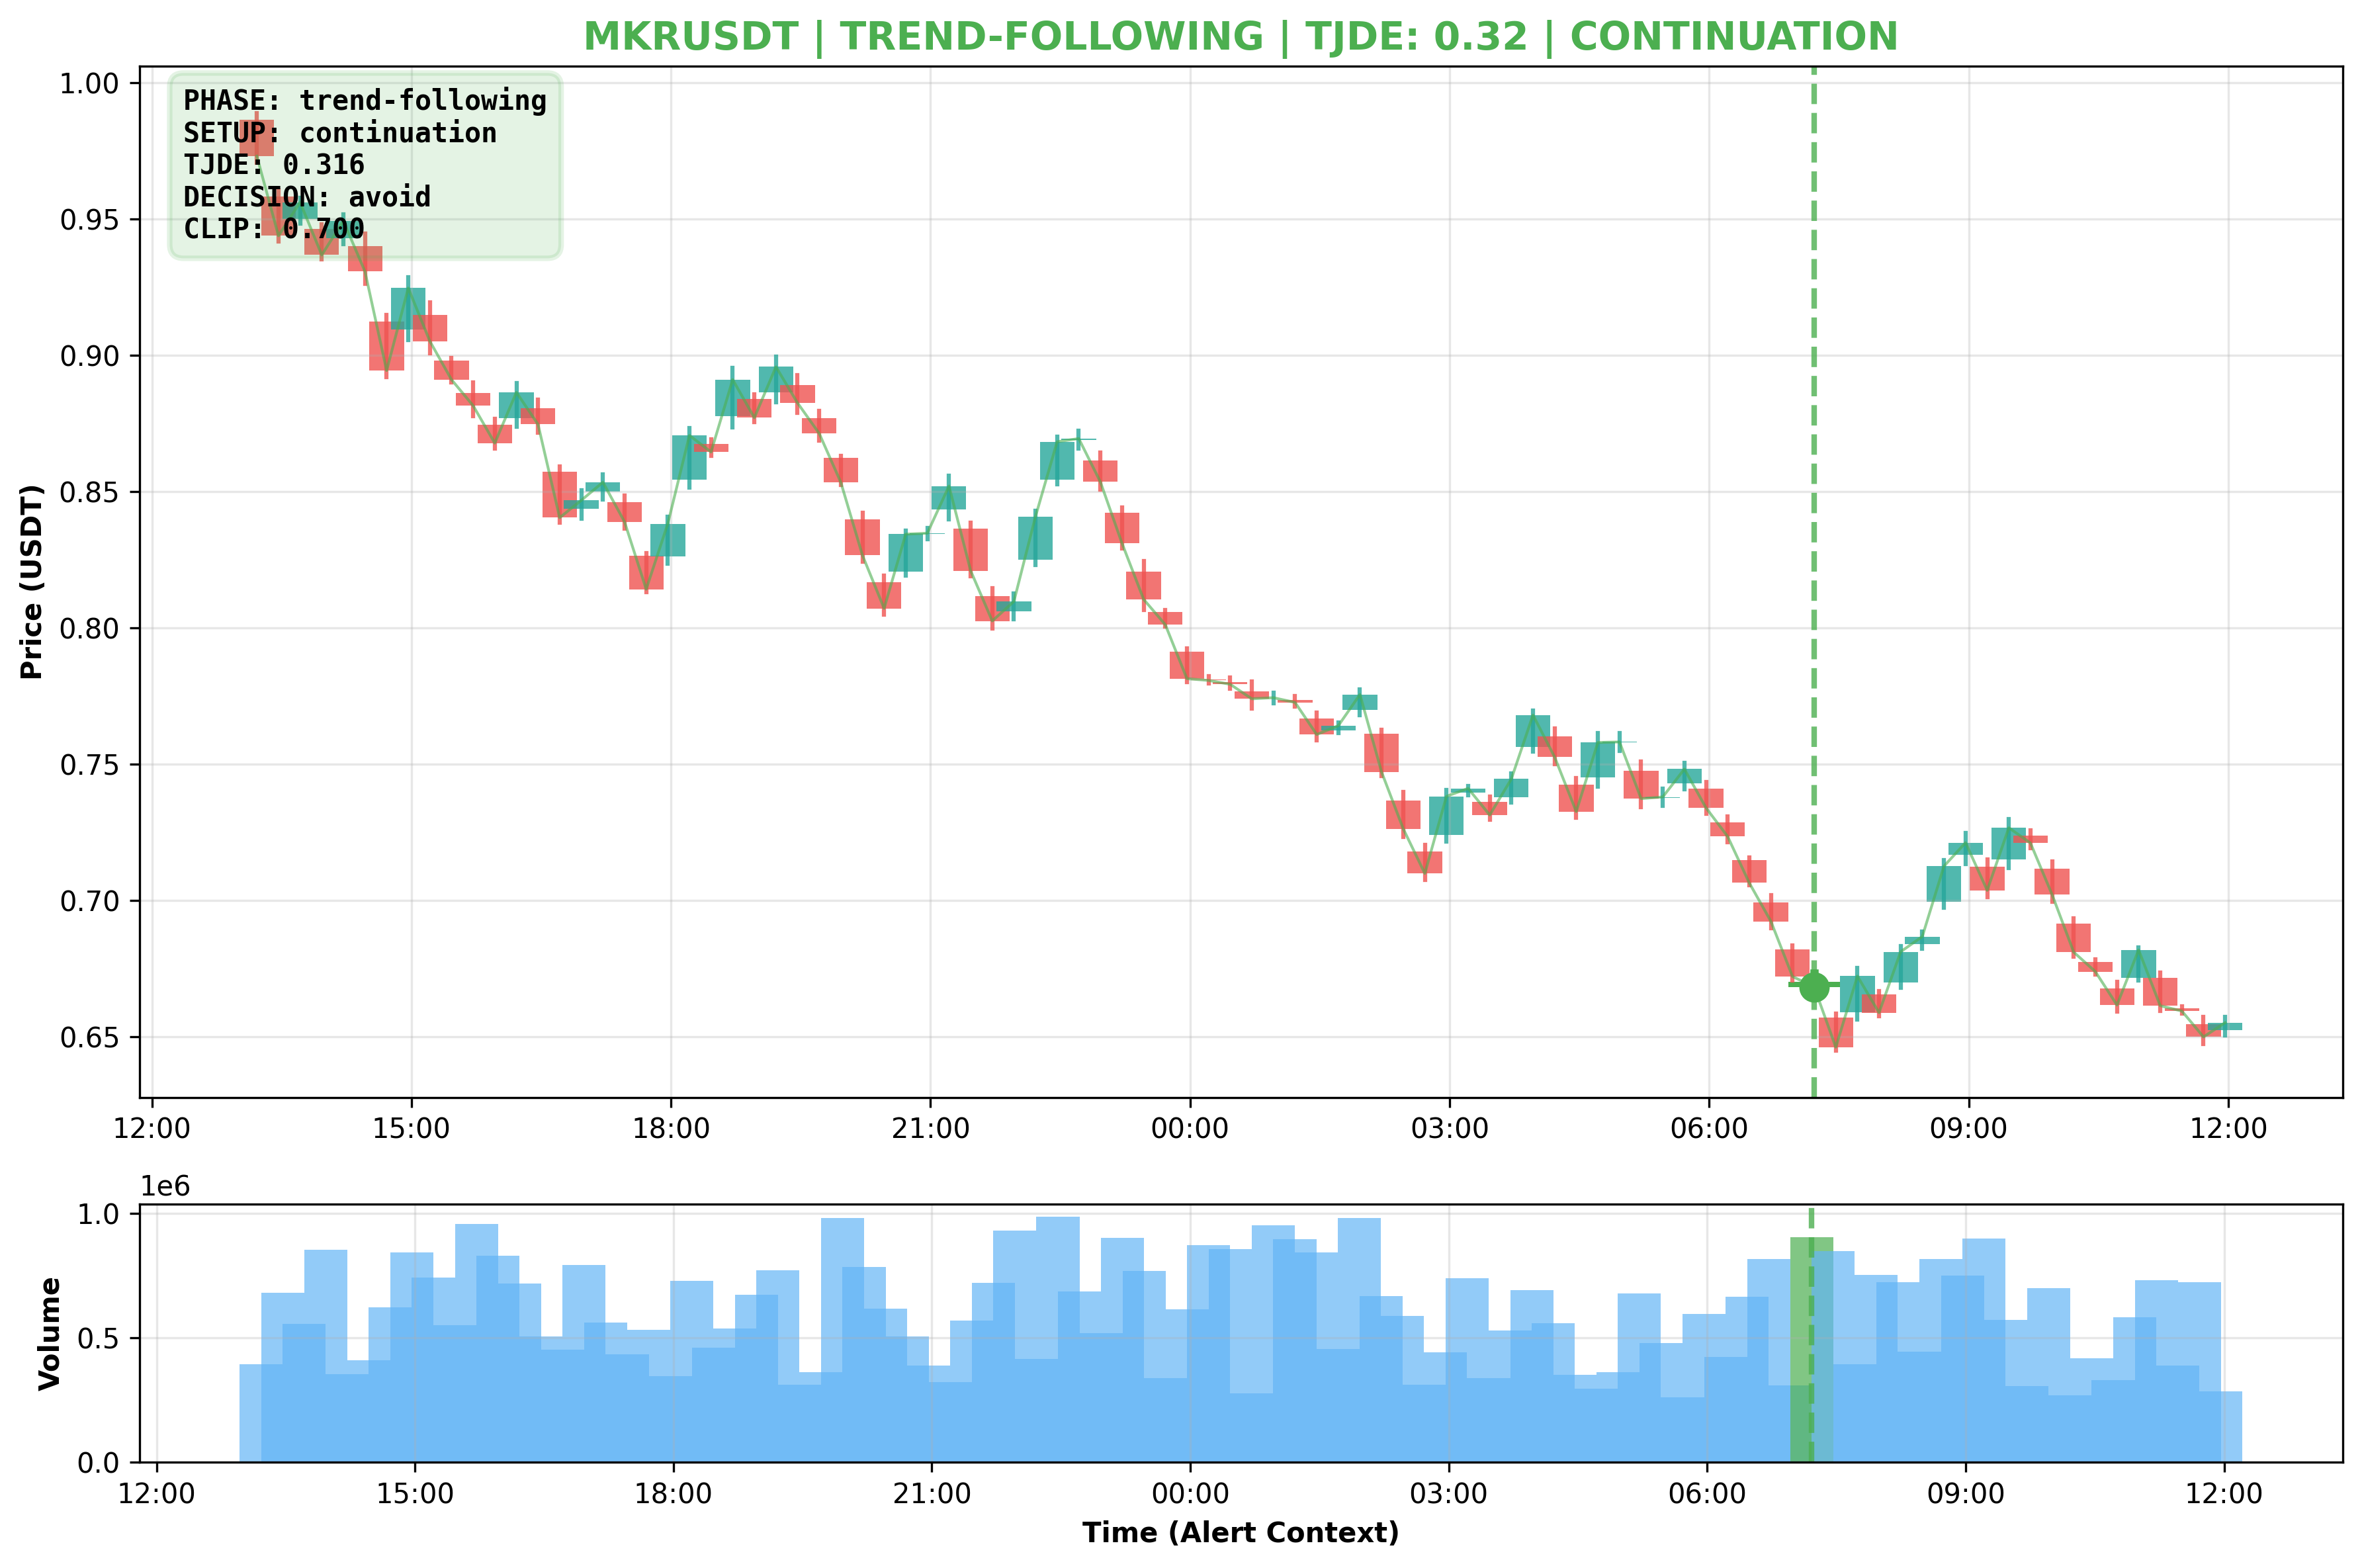 MKRUSDT | TREND-FOLLOWING | TJDE: 0.32 | CONTINUATION
PHASE: trend-following
SETUP: continuation
TJDE: 0.316
DECISION: avoid
CLIP: 0.700
Price (USDT)
1.00
0.95
0.90
0.85
0.80
0.75
0.70
0.65
12:00 15:00 18:00 21:00 00:00 03:00 06:00 09:00 12:00
1e6
Volume
1.0
0.5
0.0
12:00 15:00 18:00 21:00 00:00 03:00 06:00 09:00 12:00
Time (Alert Context)